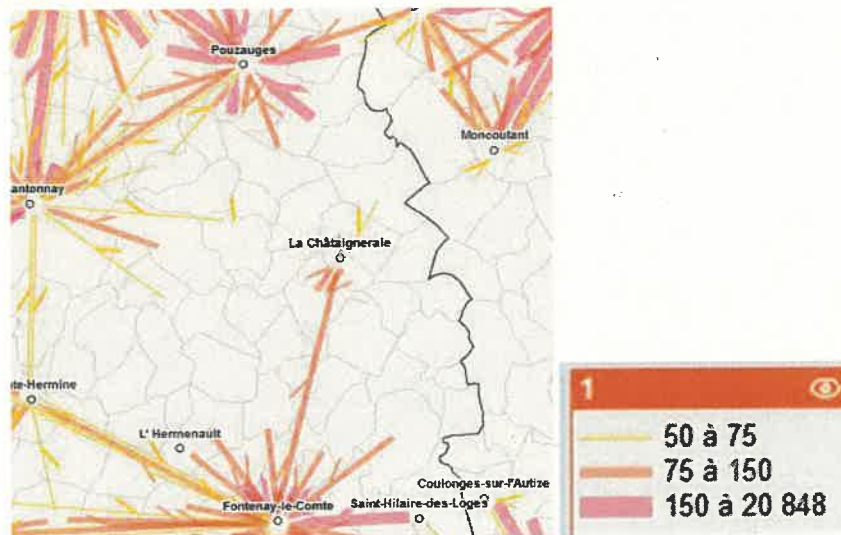 Pouzauges
Moncoutant
antonnay
La Châtaigneraie
te-Hermine
L' Hermenault
Coulonges-sur-l'Autize
Fontenay-le-Comte
Saint-Hilaire-des-Loges
1
50 à 75
75 à 150
150 à 20 848